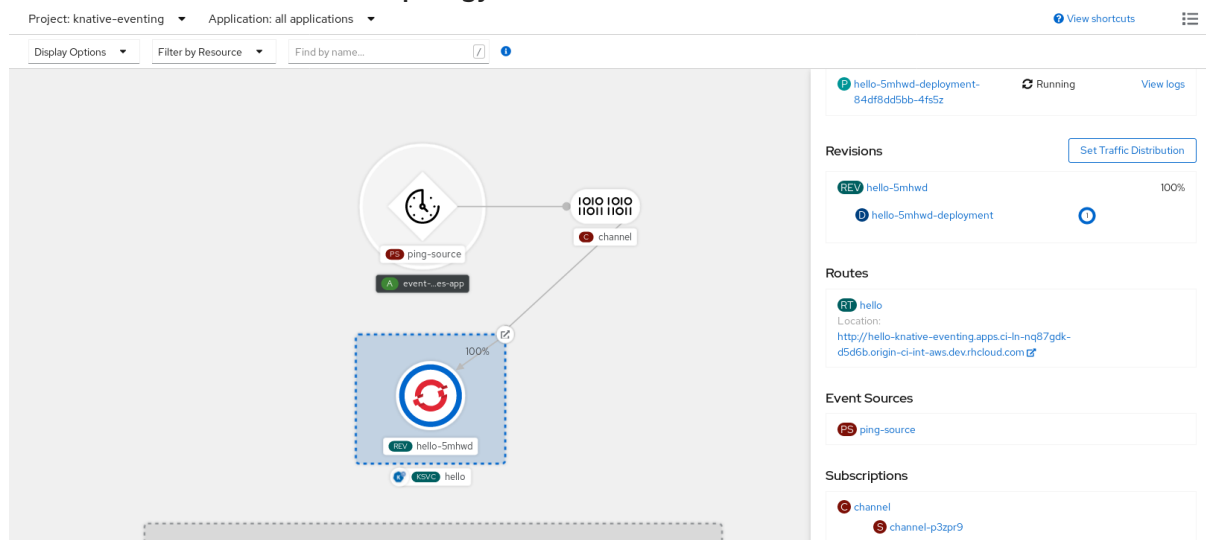 Project: knative-eventing
Application: all applications
View shortcuts
Display Options
Filter by Resource
Find by name...
/
P hello-5mhwd-deployment-
84df8dd5bb-4fs5z
Running
View logs
Revisions
Set Traffic Distribution
REV hello-5mhwd
100%
D hello-5mhwd-deployment
1
Routes
RT hello
Location:
http://hello-knative-eventing.apps.ci-ln-nq87gdk-
d5d6b.origin-ci-int-aws.dev.rhcloud.com
Event Sources
PS ping-source
Subscriptions
C channel
S channel-p3zpr9
1010 1010
11011 11011
C channel
PS ping-source
A event-...es-app
100%
REV hello-5mhwd
KSVC hello